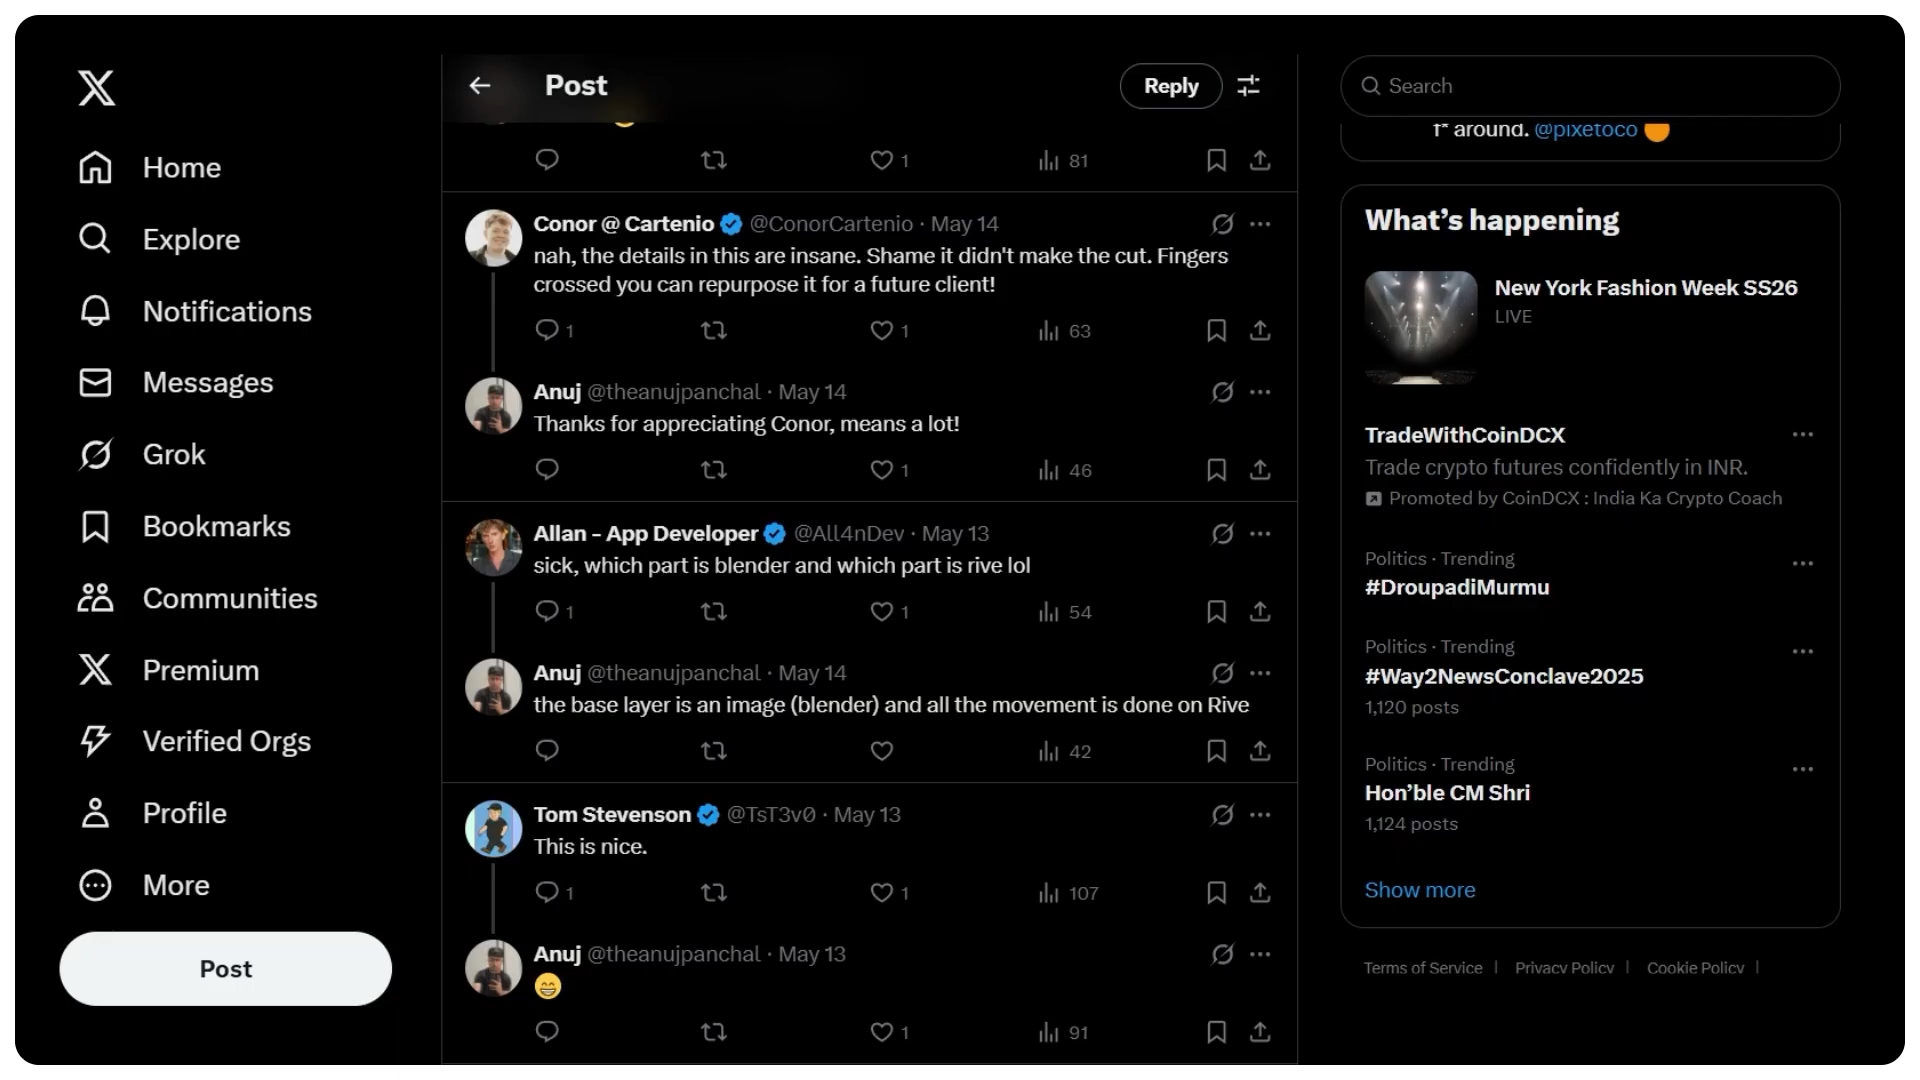 Home
Explore
Notifications
Messages
Grok
Bookmarks
Communities
Premium
Verified Orgs
Profile
More
Post
Post
Reply
1
81
Conor @ Cartenio @ConorCartenio · May 14
nah, the details in this are insane. Shame it didn't make the cut. Fingers
crossed you can repurpose it for a future client!
1
1
63
Anuj @theanujpanchal · May 14
Thanks for appreciating Conor, means a lot!
1
46
Allan - App Developer @All4nDev · May 13
sick, which part is blender and which part is rive lol
1
1
54
Anuj @theanujpanchal · May 14
the base layer is an image (blender) and all the movement is done on Rive
42
Tom Stevenson @TsT3v0 · May 13
This is nice.
1
1
107
Anuj @theanujpanchal · May 13
😁
1
91
Search
f* around. @pixetoco
What's happening
New York Fashion Week SS26
LIVE
TradeWithCoinDCX
Trade crypto futures confidently in INR.
Promoted by CoinDCX : India Ka Crypto Coach
Politics · Trending
#DroupadiMurmu
Politics · Trending
#Way2NewsConclave2025
1,120 posts
Politics · Trending
Hon'ble CM Shri
1,124 posts
Show more
Terms of Service | Privacy Policy | Cookie Policy |